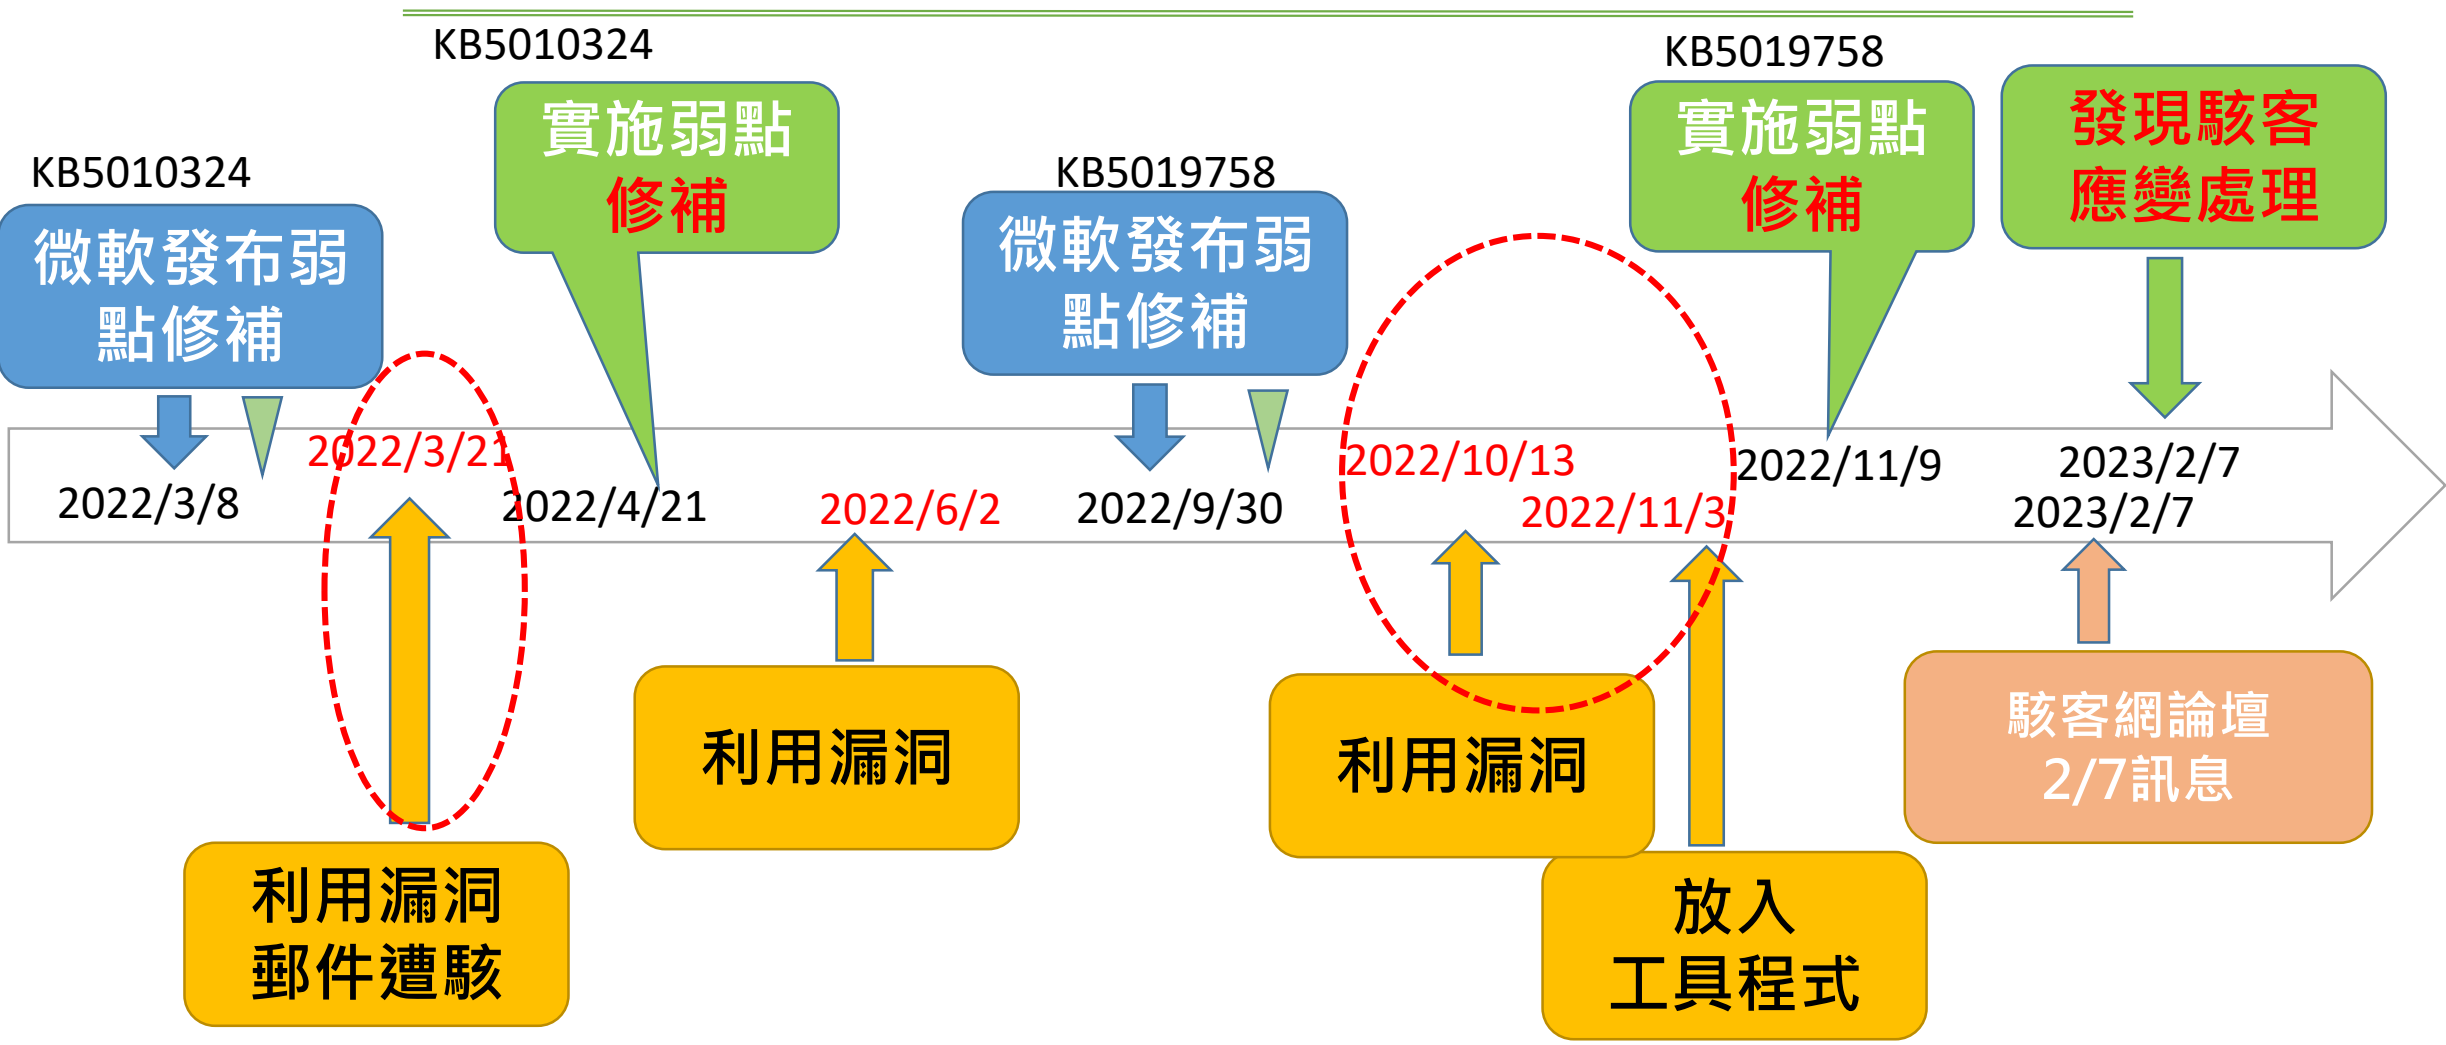 KB5010324
KB5019758
實施弱點
修補
實施弱點
修補
發現駭客
應變處理
KB5010324
微軟發布弱
點修補
KB5019758
微軟發布弱
點修補
2022/3/8
2022/3/21
2022/4/21
2022/6/2
2022/9/30
2022/10/13
2022/11/3
2022/11/9
2023/2/7
2023/2/7
利用漏洞
郵件遭駭
利用漏洞
利用漏洞
放入
工具程式
駭客網論壇
2/7訊息